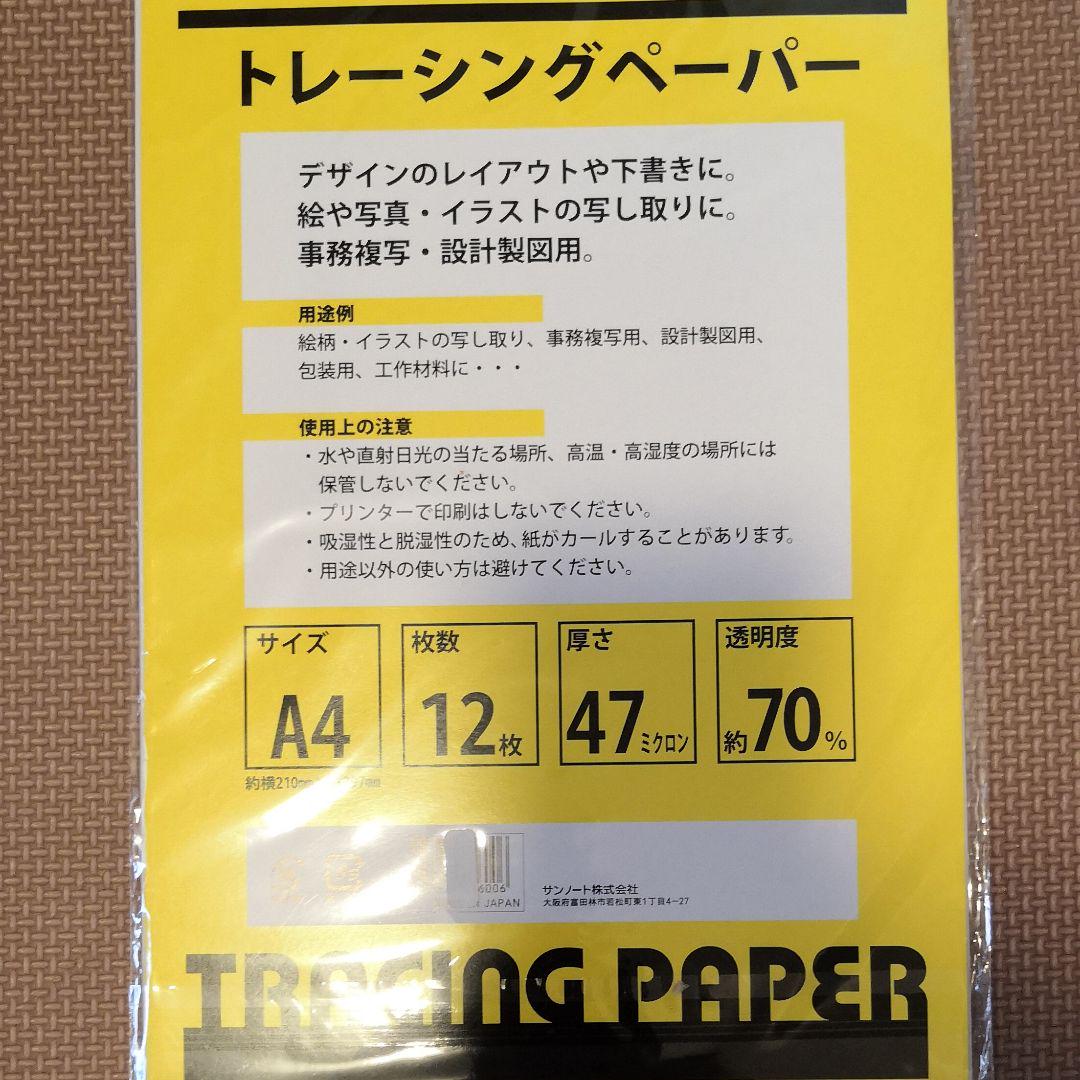 トレーシングペーパー
デザインのレイアウトや下書きに。
絵や写真・イラストの写し取りに。
事務複写・設計製図用。
用途例
絵柄・イラストの写し取り、事務複写用、設計製図用、
包装用、工作材料に・・・
使用上の注意
・水や直射日光の当たる場所、高温・高湿度の場所には
保管しないでください。
・プリンターで印刷はしないでください。
・吸湿性と脱湿性のため、紙がカールすることがあります。
・用途以外の使い方は避けてください。
サイズ
A4
枚数
12枚
厚さ
47ミクロン
透明度
約70%
約横210mm
6006
JAPAN
サンノート株式会社
大阪府富田林市若松町東1丁目4-27
TRACING PAPER